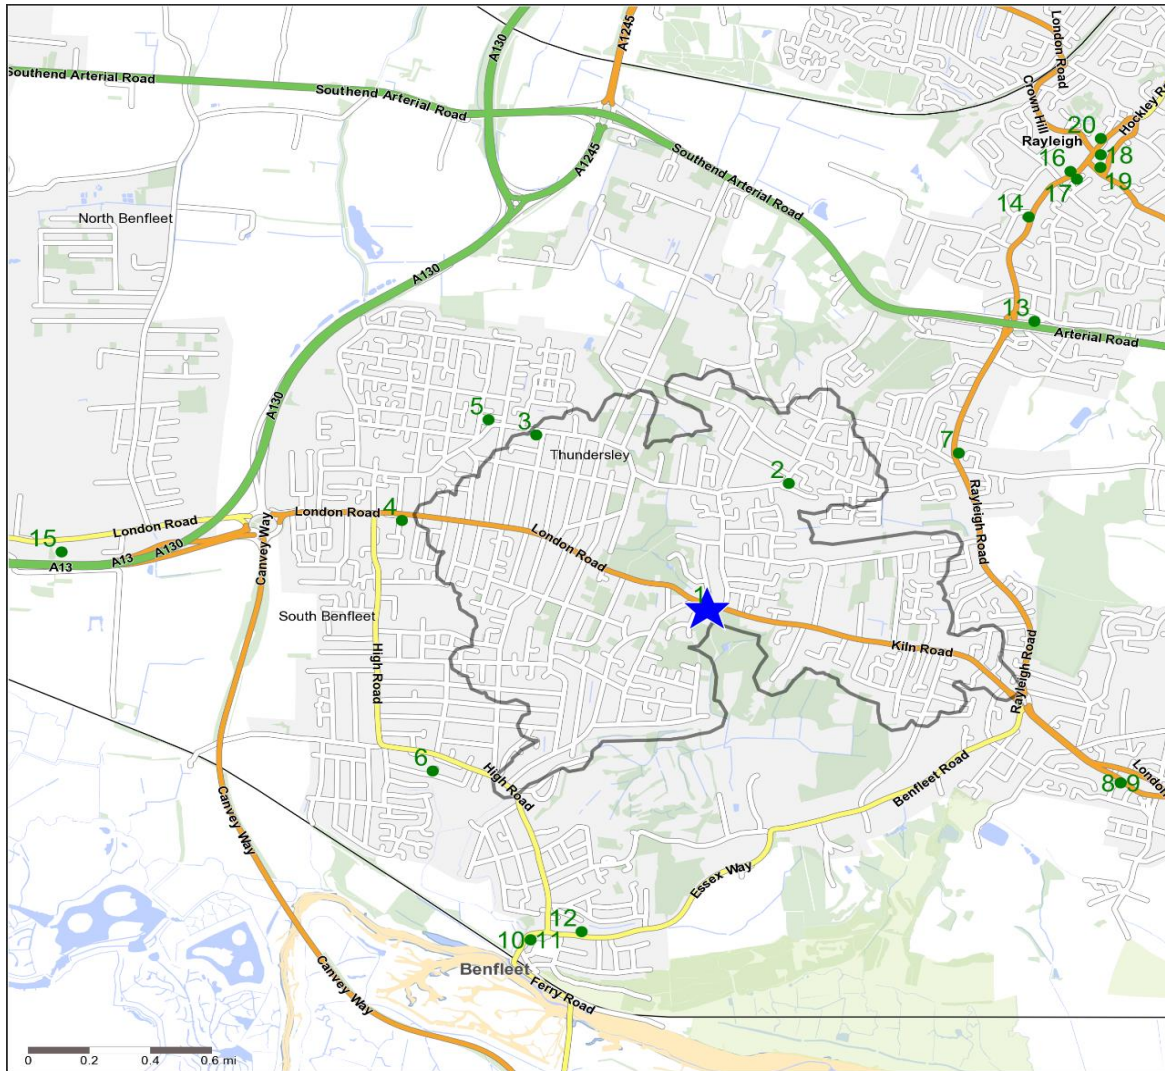 A130
A1245
London Road
Southend Arterial Road
Southend Arterial Road
Crown Hill
Hockley
20
Rayleigh
A1245
Southend Arterial Road
18
16
19
17
14
North Benfleet
A130
13
Arterial Road
A130
5
3
7
Thundersley
2
Rayleigh Road
4
London Road
London Road
15
A13
A13
A130
Canvey Way
London Road
1
South Benfleet
High Road
Kiln Road
Rayleigh Road
6
High Road
Benfleet Road
London
8
9
Canvey Way
Essex Way
12
10
11
Benfleet
Canvey Way
Ferry Road
0 0.2 0.4 0.6 mi